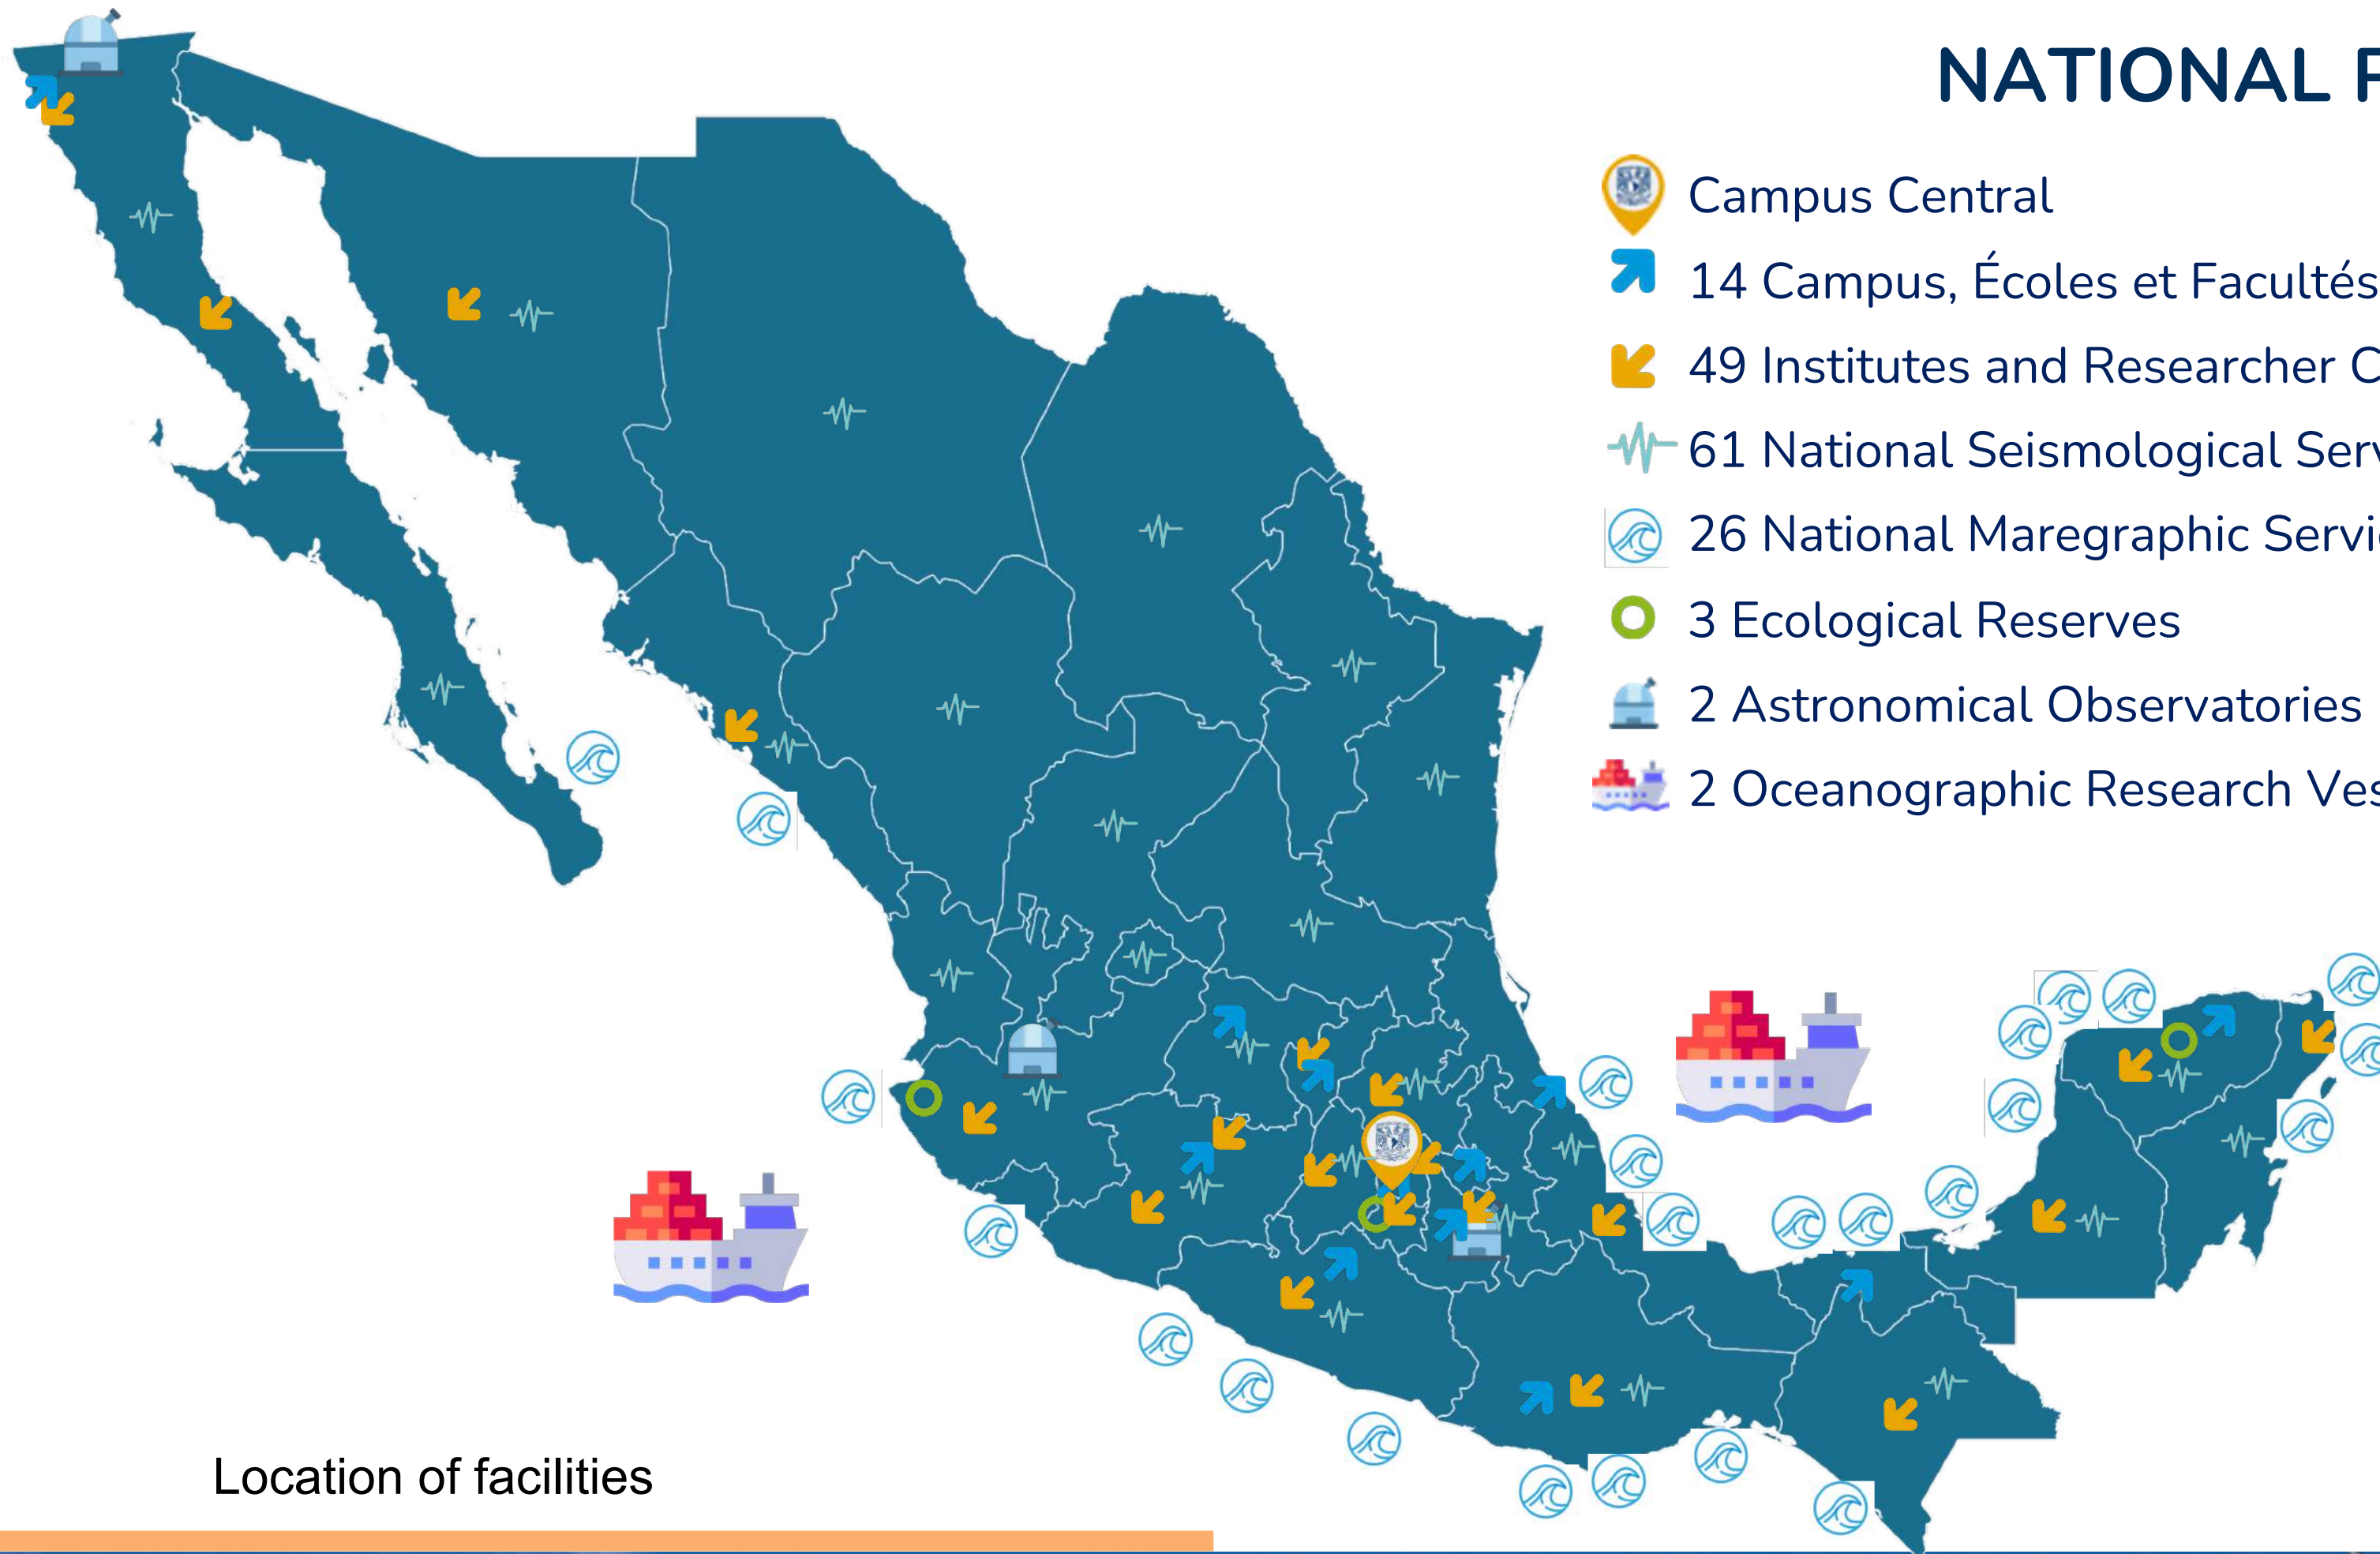 NATIONAL
Campus Central
14 Campus, Écoles et Facultés
49 Institutes and Researcher
61 National Seismological
26 National Maregraphic
3 Ecological Reserves
2 Astronomical Observatories
2 Oceanographic Research
Location of facilities